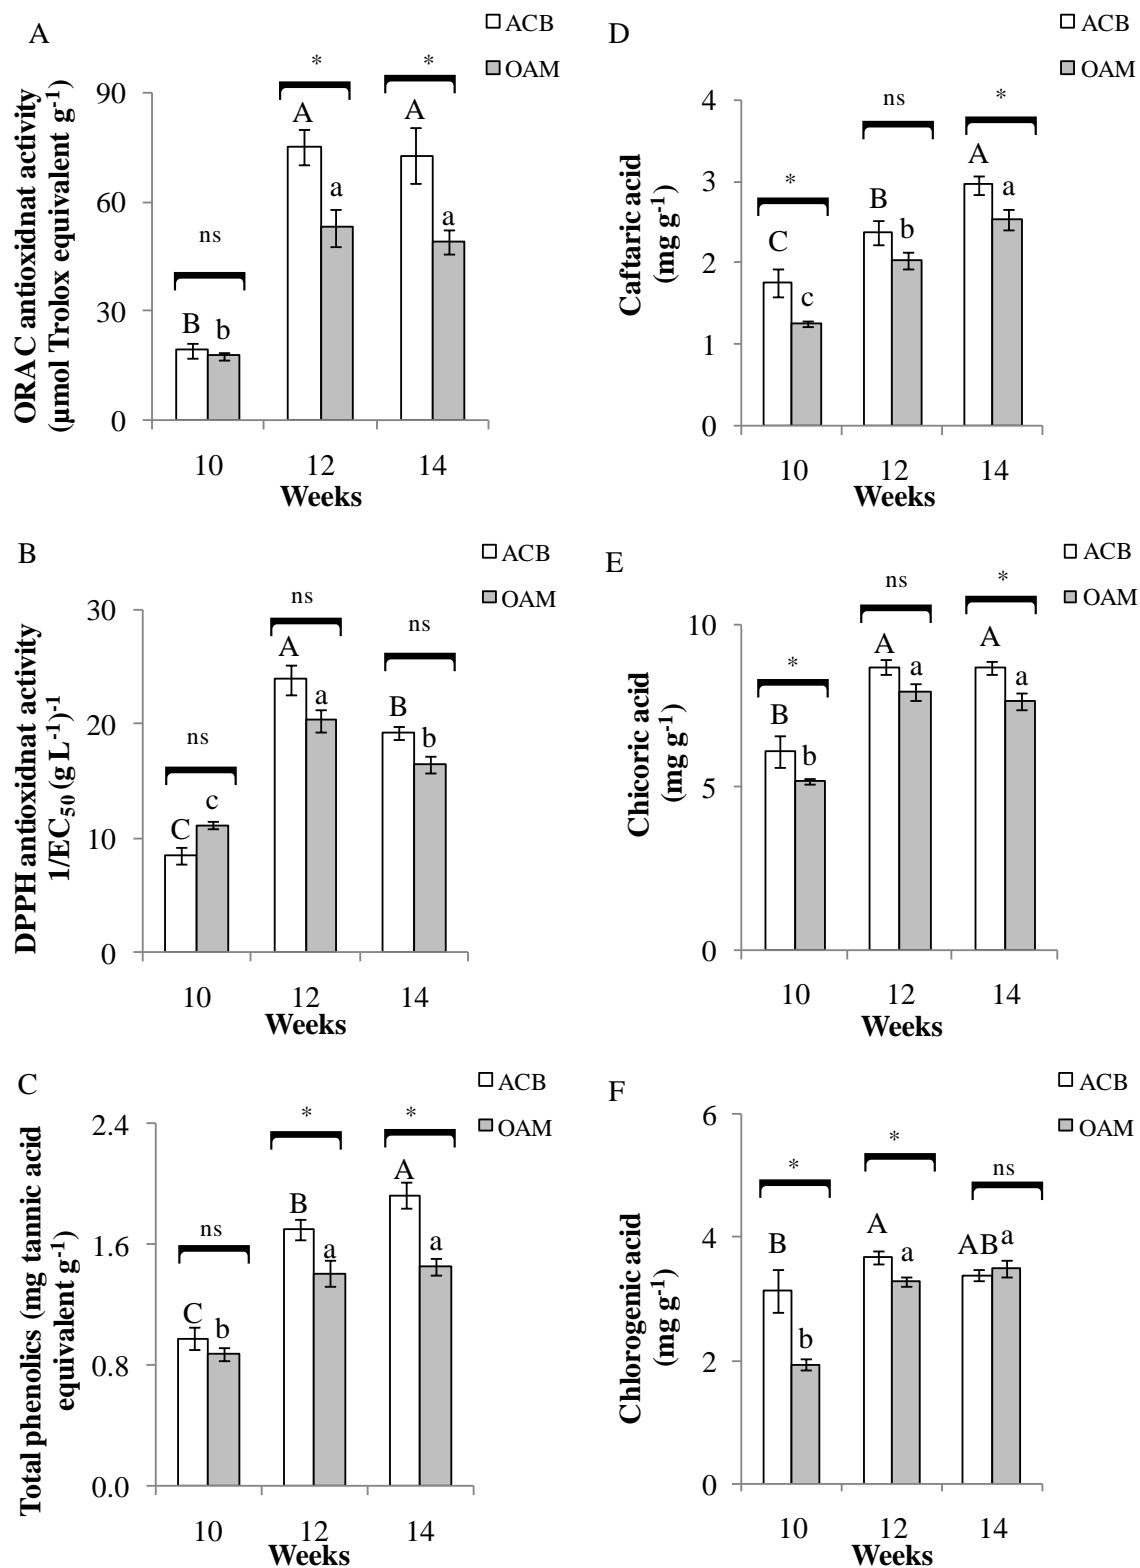 A
ACB
OAM
ORAC antioxidnat activity
(µmol Trolox equivalent g-1)
90
60
30
0
ns
*
*
B b
A a
A a
10 12 14
Weeks
D
ACB
OAM
Caftaric acid
(mg g-1)
4
3
2
1
0
*
ns
*
C c
B b
A a
10 12 14
Weeks
B
ACB
OAM
DPPH antioxidnat activity
1/EC50 (g L-1)-1
30
20
10
0
ns
ns
ns
C c
A a
B b
10 12 14
Weeks
E
ACB
OAM
Chicoric acid
(mg g-1)
10
5
0
*
ns
*
B b
A a
A a
10 12 14
Weeks
C
ACB
OAM
Total phenolics (mg tannic acid
equivalent g-1)
2.4
1.6
0.8
0.0
ns
*
*
C b
B a
A a
10 12 14
Weeks
F
ACB
OAM
Chlorogenic acid
(mg g-1)
6
4
2
0
*
*
ns
B b
A a
AB a
10 12 14
Weeks